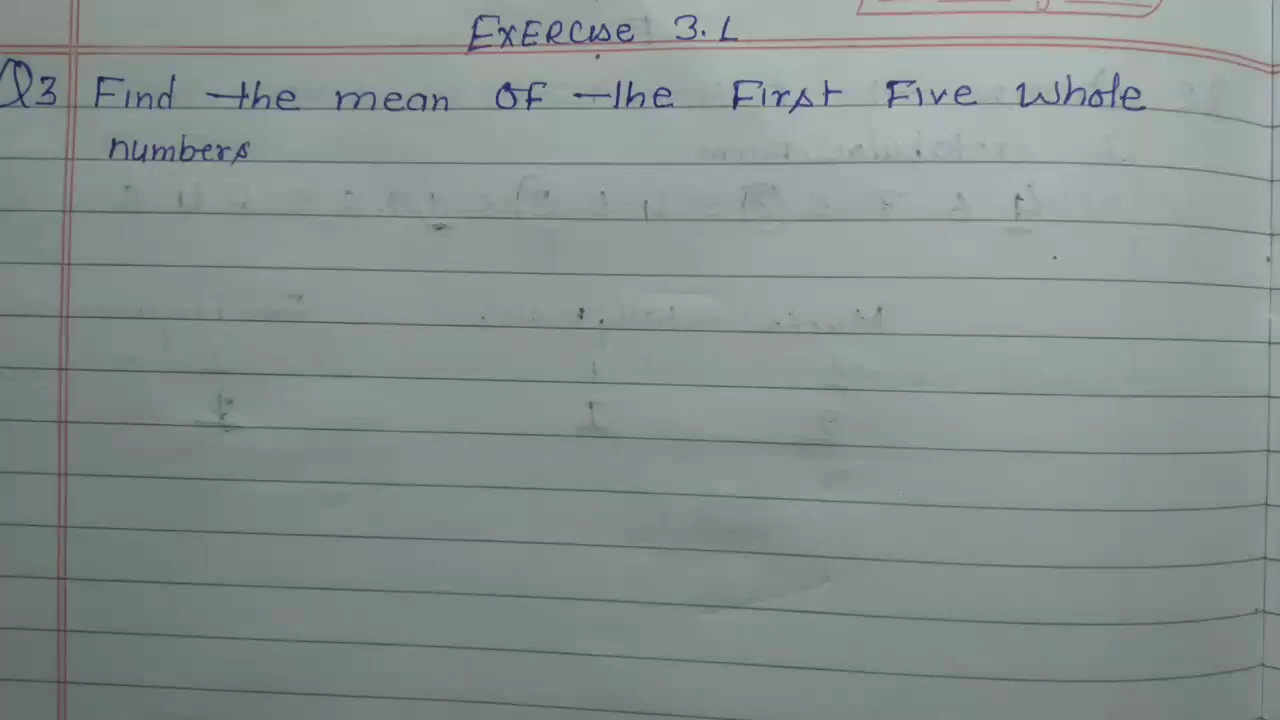 EXERCISE 3.1
Q3 Find the mean OF the First Five whole
numbers